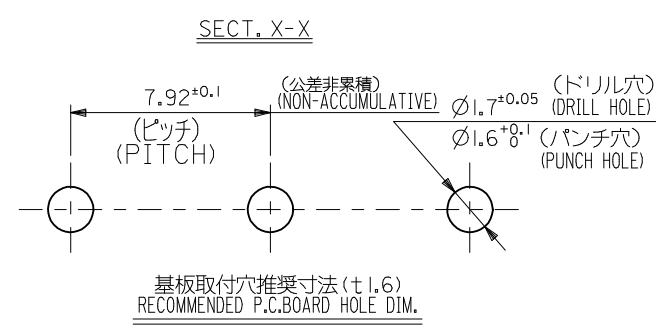 SECT. X-X
7.92±0.1
(ピッチ)
(PITCH)
(公差非累積)
(NON-ACCUMULATIVE)
∅1.7±0.05 (ドリル穴)
(DRILL HOLE)
∅1.6+0.1 0 (パンチ穴)
(PUNCH HOLE)
基板取付穴推奨寸法(t1.6)
RECOMMENDED P.C.BOARD HOLE DIM.